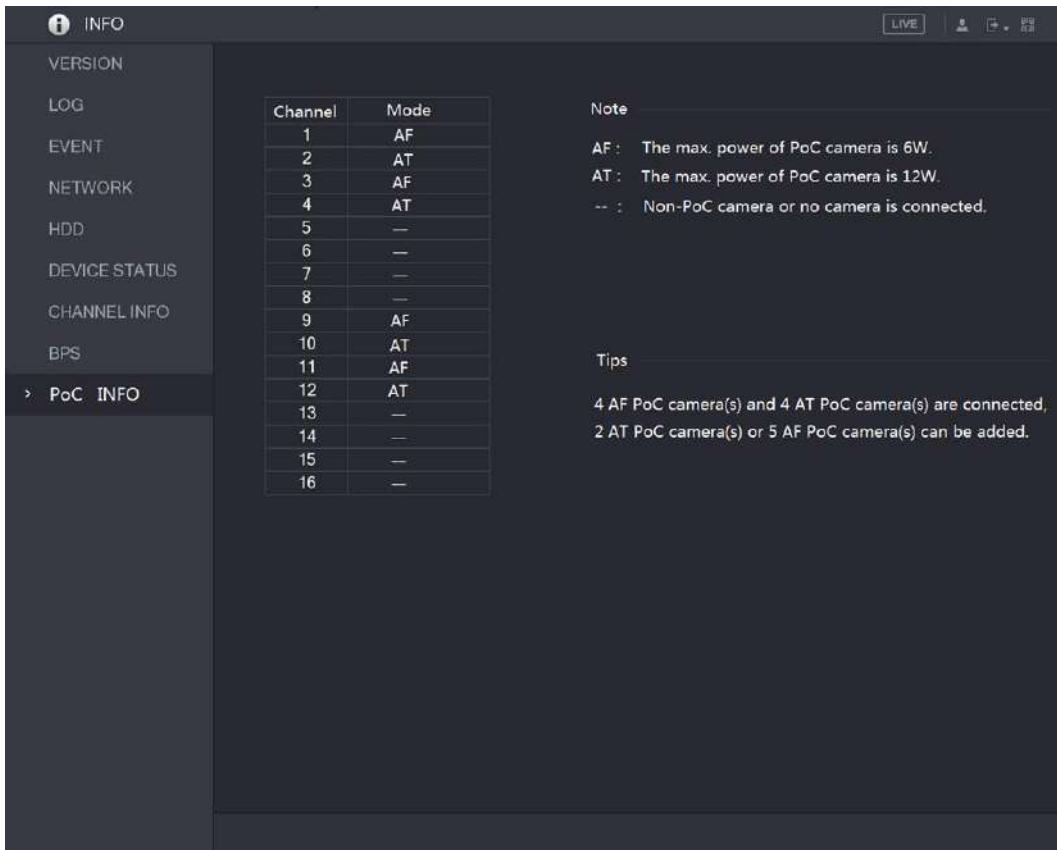 INFO
LIVE
VERSION
LOG
EVENT
NETWORK
HDD
DEVICE STATUS
CHANNEL INFO
BPS
> PoC INFO
Channel Mode
1 AF
2 AT
3 AF
4 AT
5 —
6 —
7 —
8 —
9 AF
10 AT
11 AF
12 AT
13 —
14 —
15 —
16 —
Note
AF : The max. power of PoC camera is 6W.
AT : The max. power of PoC camera is 12W.
-- : Non-PoC camera or no camera is connected.
Tips
4 AF PoC camera(s) and 4 AT PoC camera(s) are connected,
2 AT PoC camera(s) or 5 AF PoC camera(s) can be added.